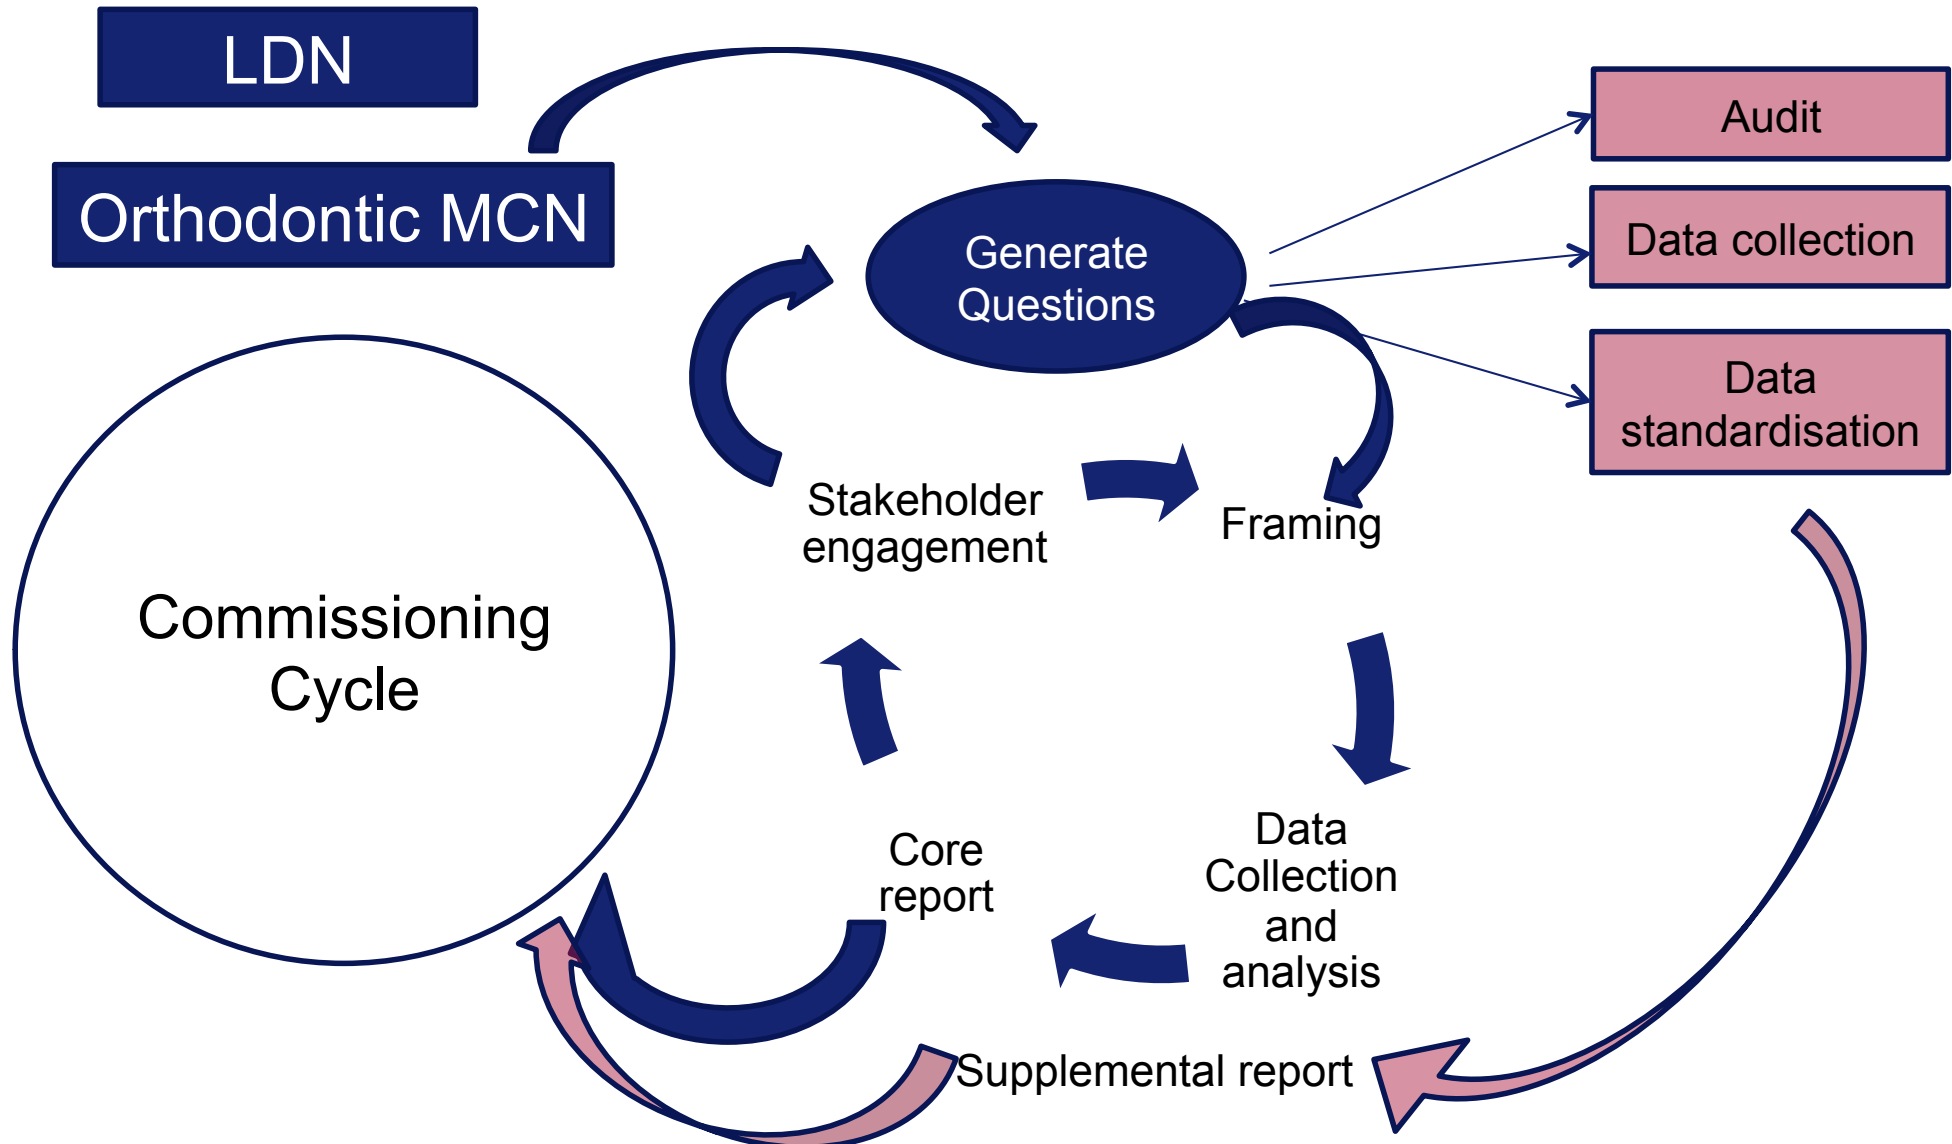 LDN
Orthodontic MCN
Generate
Questions
Audit
Data collection
Data
standardisation
Stakeholder
engagement
Framing
Commissioning
Cycle
Core
report
Data
Collection
and
analysis
Supplemental report